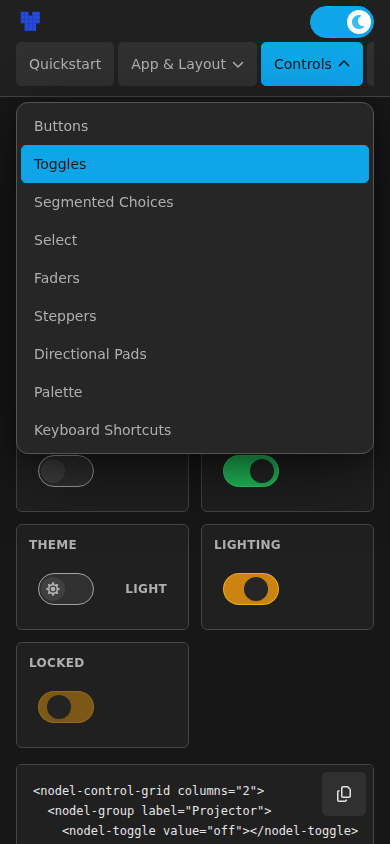 Quickstart App & Layout Controls
Buttons
Toggles
Segmented Choices
Select
Faders
Steppers
Directional Pads
Palette
Keyboard Shortcuts
THEME
LIGHT
LIGHTING
LOCKED
<nodel-control-grid columns="2">
<nodel-group label="Projector">
<nodel-toggle value="off"></nodel-toggle>